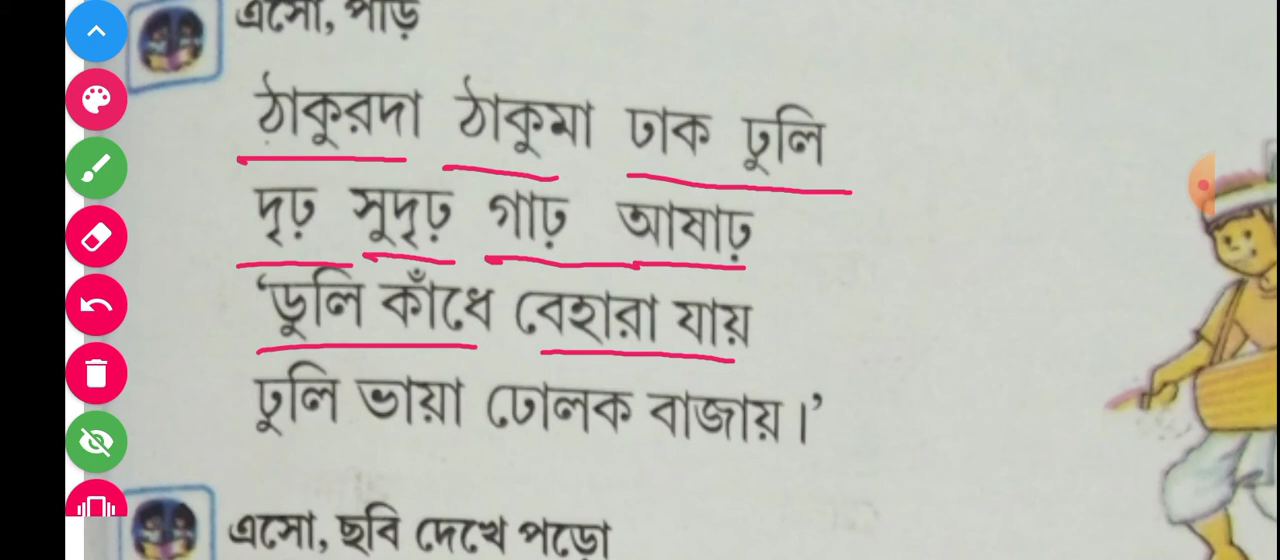 এসো, পড়ি
ঠাকুরদা ঠাকুমা ঢাক ঢুলি
দৃঢ় সুদৃঢ় গাঢ় আষাঢ়
‘ডুলি কাঁধে বেহারা যায়
ঢুলি ভায়া ঢোলক বাজায়।’
এসো, ছবি দেখে পড়ো